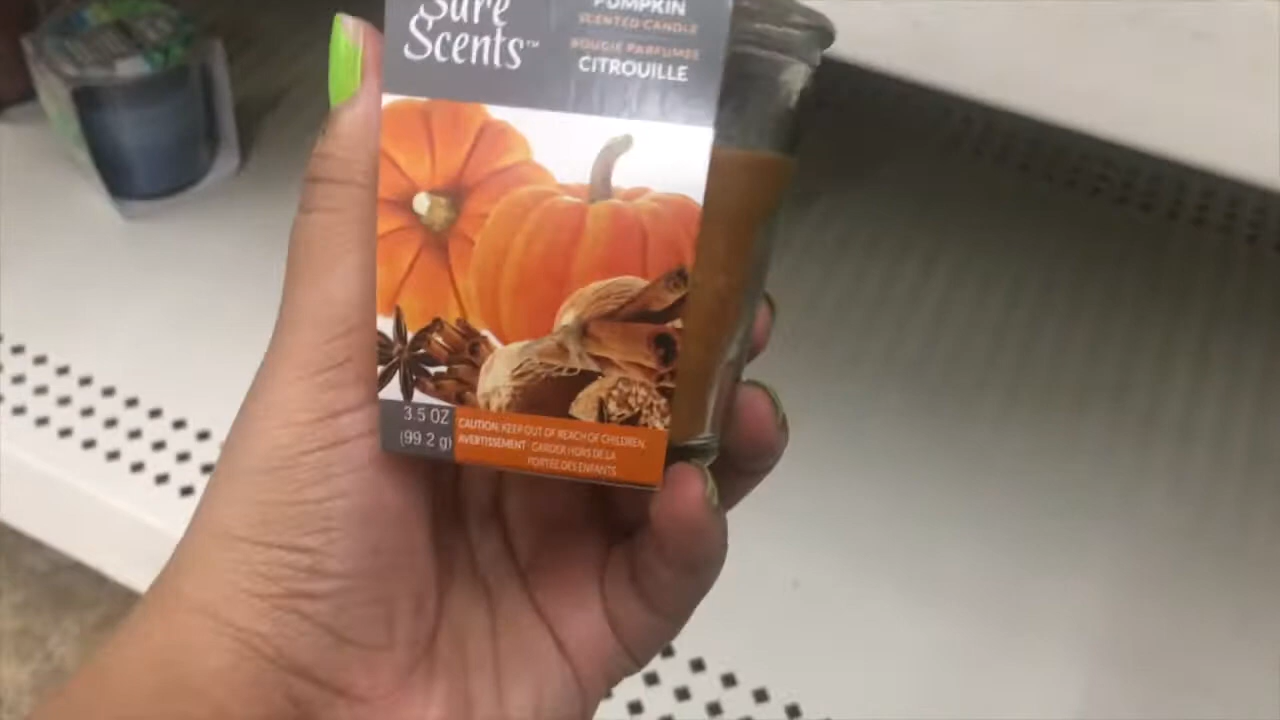 Sure
Scents™
PUMPKIN
SCENTED CANDLE
BOUGIE PARFUMÉE
CITROUILLE
3.5 OZ
(99.2 g)
CAUTION: KEEP OUT OF REACH OF CHILDREN.
AVERTISSEMENT: GARDER HORS DE LA
PORTÉE DES ENFANTS.